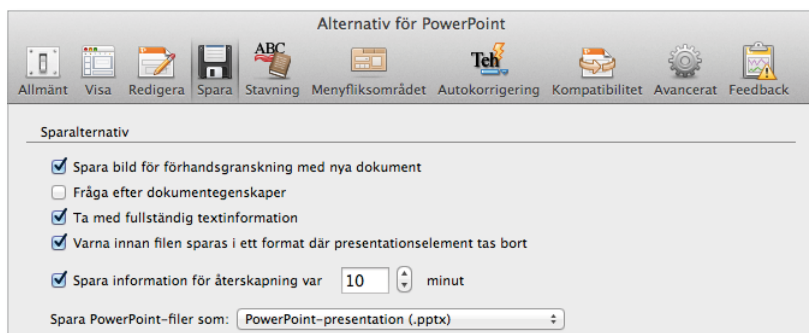 Alternativ för PowerPoint
ABC
Teh
Allmänt Visa Redigera Spara Stavning Menyfliksområdet Autokorrigering Kompatibilitet Avancerat Feedback
Sparalternativ
Spara bild för förhandsgranskning med nya dokument
Fråga efter dokumentegenskaper
Ta med fullständig textinformation
Varna innan filen sparas i ett format där presentationselement tas bort
Spara information för återskapning var 10 minut
Spara PowerPoint-filer som: PowerPoint-presentation (.pptx)